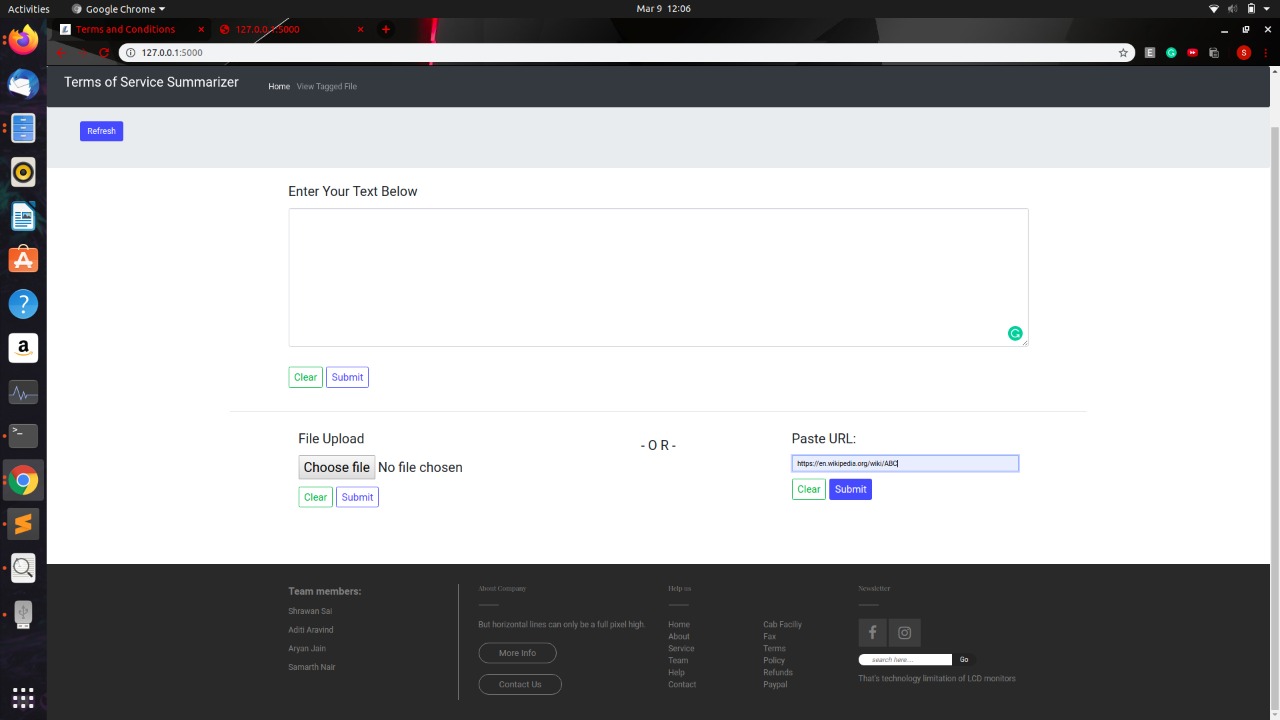 Activities
Google Chrome
Mar 9 12:06
Terms and Conditions
127.0.0.1:5000
127.0.0.1:5000
Terms of Service Summarizer
Home
View Tagged File
Refresh
Enter Your Text Below
Clear
Submit
File Upload
- O R -
Paste URL:
Choose file No file chosen
https://en.wikipedia.org/wiki/ABC
Clear
Submit
Clear
Submit
Team members:
Shrawan Sai
Aditi Aravind
Aryan Jain
Samarth Nair
About Company
But horizontal lines can only be a full pixel high.
More Info
Contact Us
Help us
Home
About
Service
Team
Help
Contact
Cab Faciliy
Fax
Terms
Policy
Refunds
Paypal
Newsletter
search here...
Go
That's technology limitation of LCD monitors